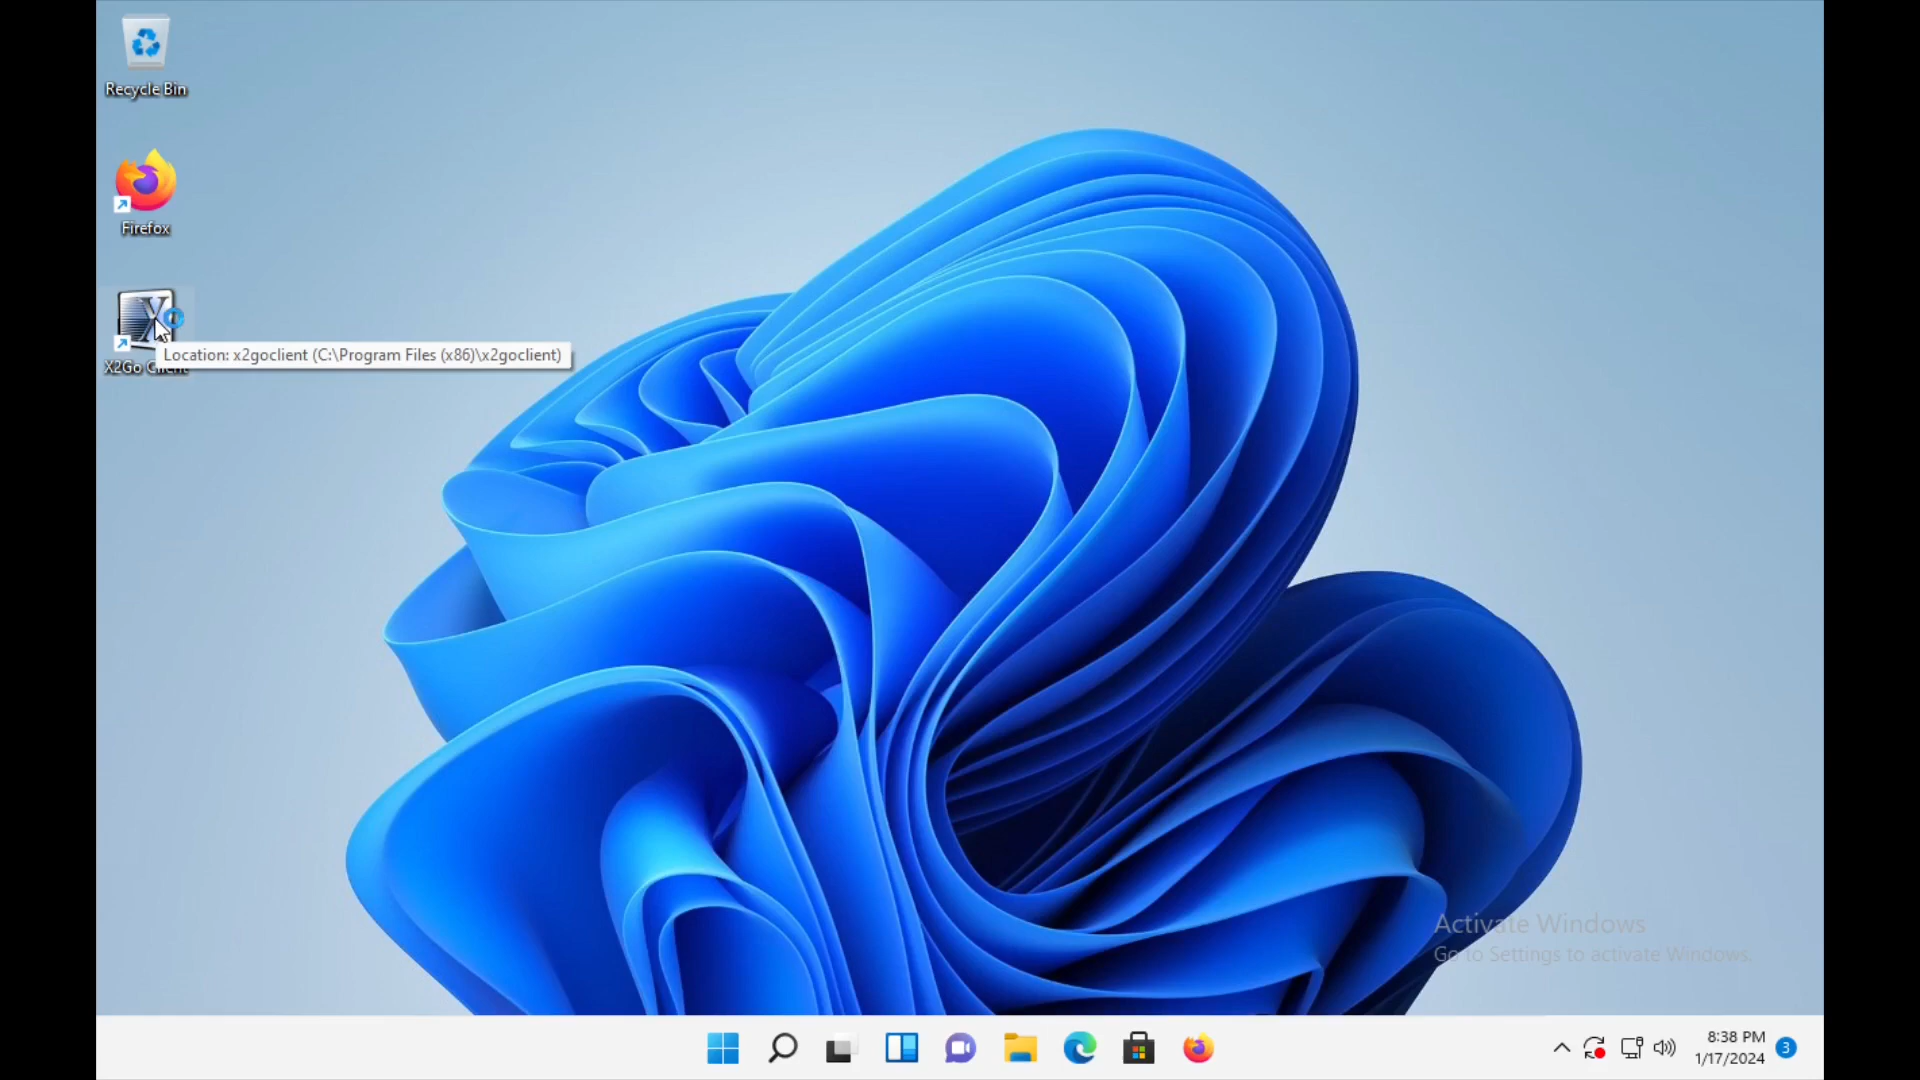 Recycle Bin
Firefox
Location: x2goclient (C:\Program Files (x86)\x2goclient)
X2Go Client
Activate Windows
Go to Settings to activate Windows.
8:38 PM
1/17/2024
3